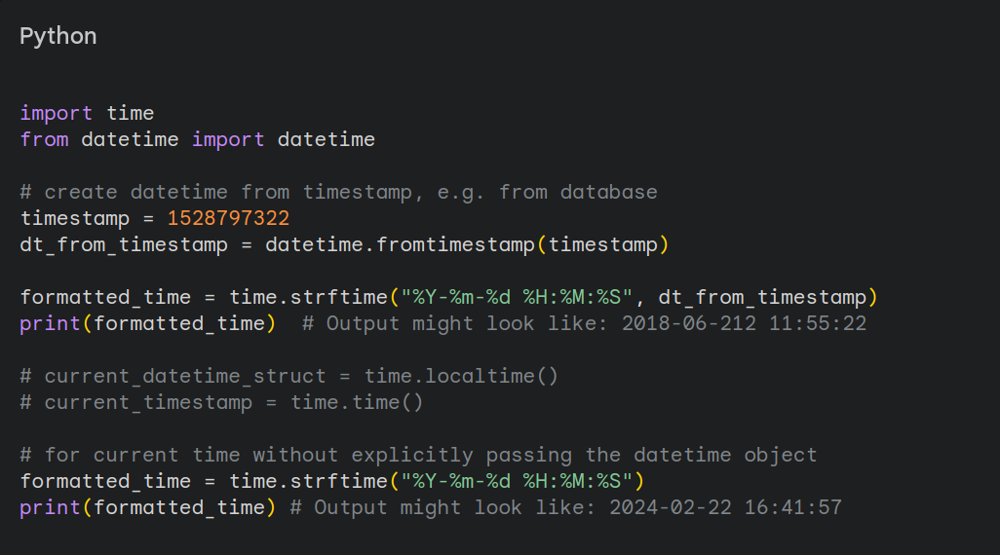 Python
import time
from datetime import datetime
# create datetime from timestamp, e.g. from database
timestamp = 1528797322
dt_from_timestamp = datetime.fromtimestamp(timestamp)
formatted_time = time.strftime("%Y-%m-%d %H:%M:%S", dt_from_timestamp)
print(formatted_time)  # Output might look like: 2018-06-212 11:55:22
# current_datetime_struct = time.localtime()
# current_timestamp = time.time()
# for current time without explicitly passing the datetime object
formatted_time = time.strftime("%Y-%m-%d %H:%M:%S")
print(formatted_time) # Output might look like: 2024-02-22 16:41:57